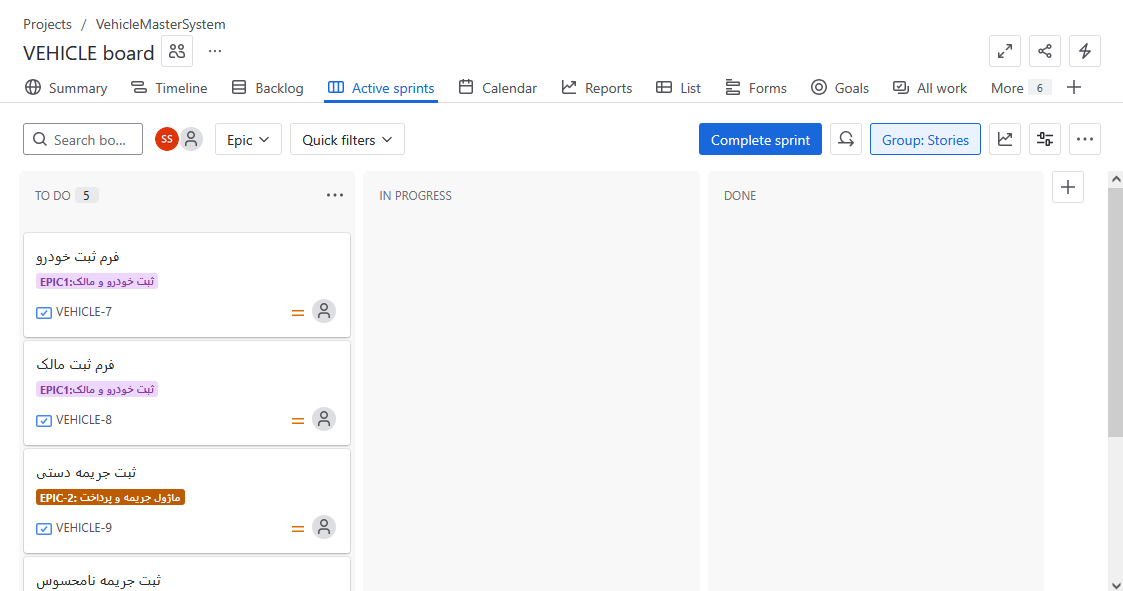 Projects / VehicleMasterSystem
VEHICLE board
Summary Timeline Backlog Active sprints Calendar Reports List Forms Goals All work More 6
Search bo... SS Epic Quick filters Complete sprint Group: Stories
TO DO 5 IN PROGRESS DONE
فرم ثبت خودرو
EPIC1:ثبت خودرو و مالک
VEHICLE-7
فرم ثبت مالک
EPIC1:ثبت خودرو و مالک
VEHICLE-8
ثبت جریمه دستی
EPIC-2: ماژول جریمه و پرداخت
VEHICLE-9
ثبت جریمه نامحسوس